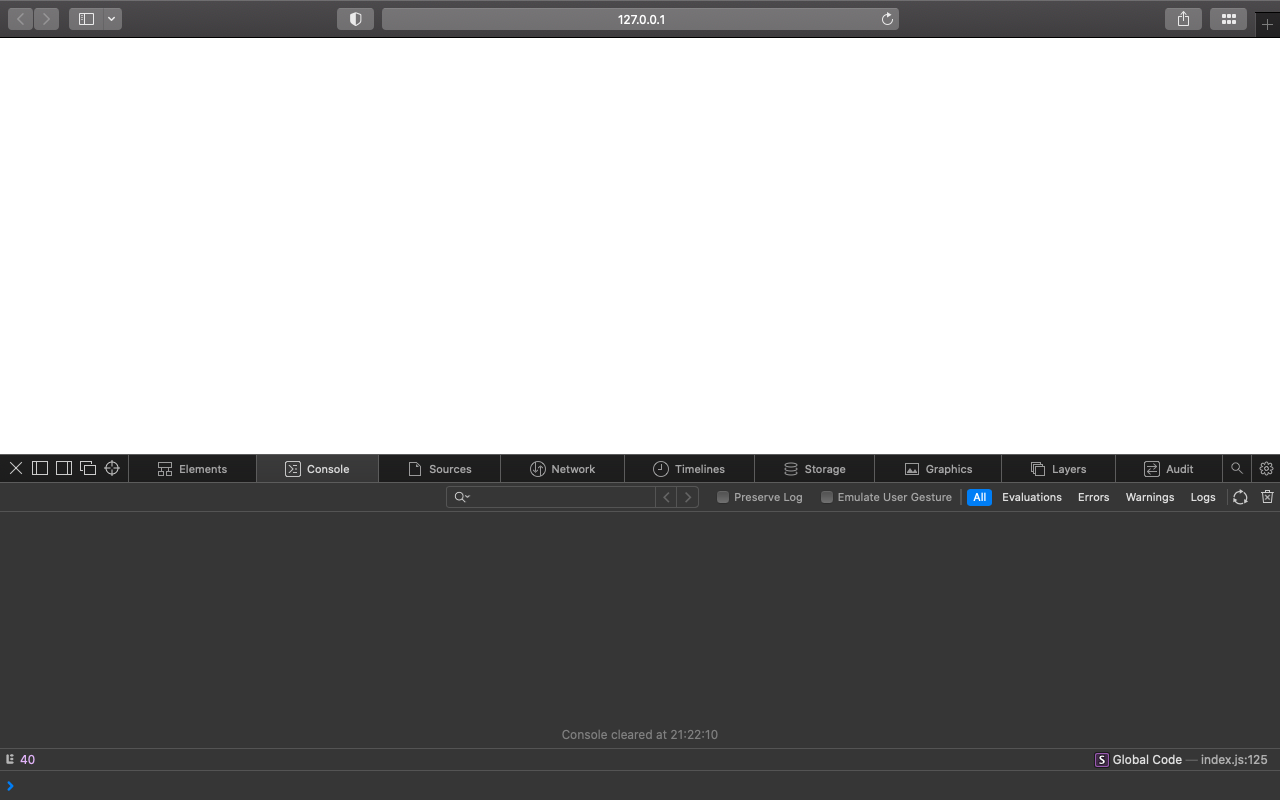 127.0.0.1
Elements Console Sources Network Timelines Storage Graphics Layers Audit
Preserve Log Emulate User Gesture All Evaluations Errors Warnings Logs
Console cleared at 21:22:10
40 S Global Code — index.js:125